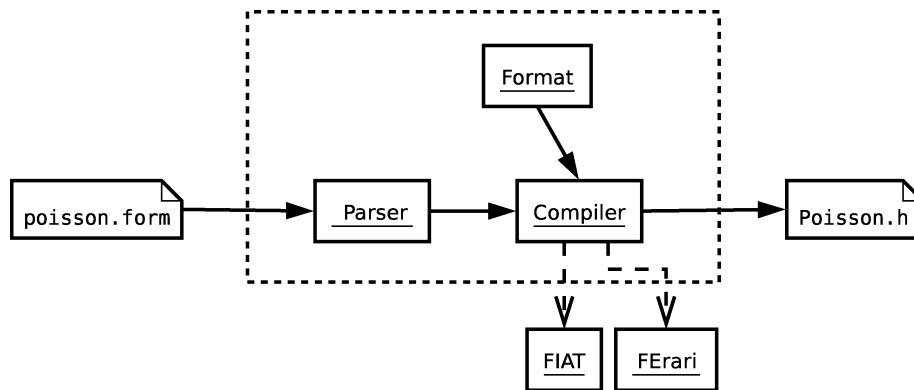 Format
poisson.form
Parser
Compiler
Poisson.h
FIAT
FErari